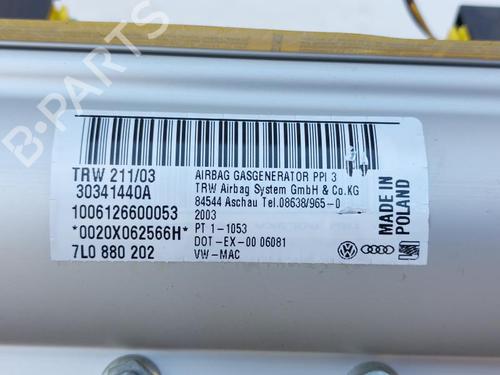 B-PARTS
TRW 211/03
30341440A
1006126600053
*0020X062566H*
7L0 880 202
AIRBAG GASGENERATOR PPI 3
TRW Airbag System GmbH & Co.KG
84544 Aschau Tel.08638/965-0
2003
PT 1-1053
DOT-EX-00 06081
VW-MAC
MADE IN
POLAND